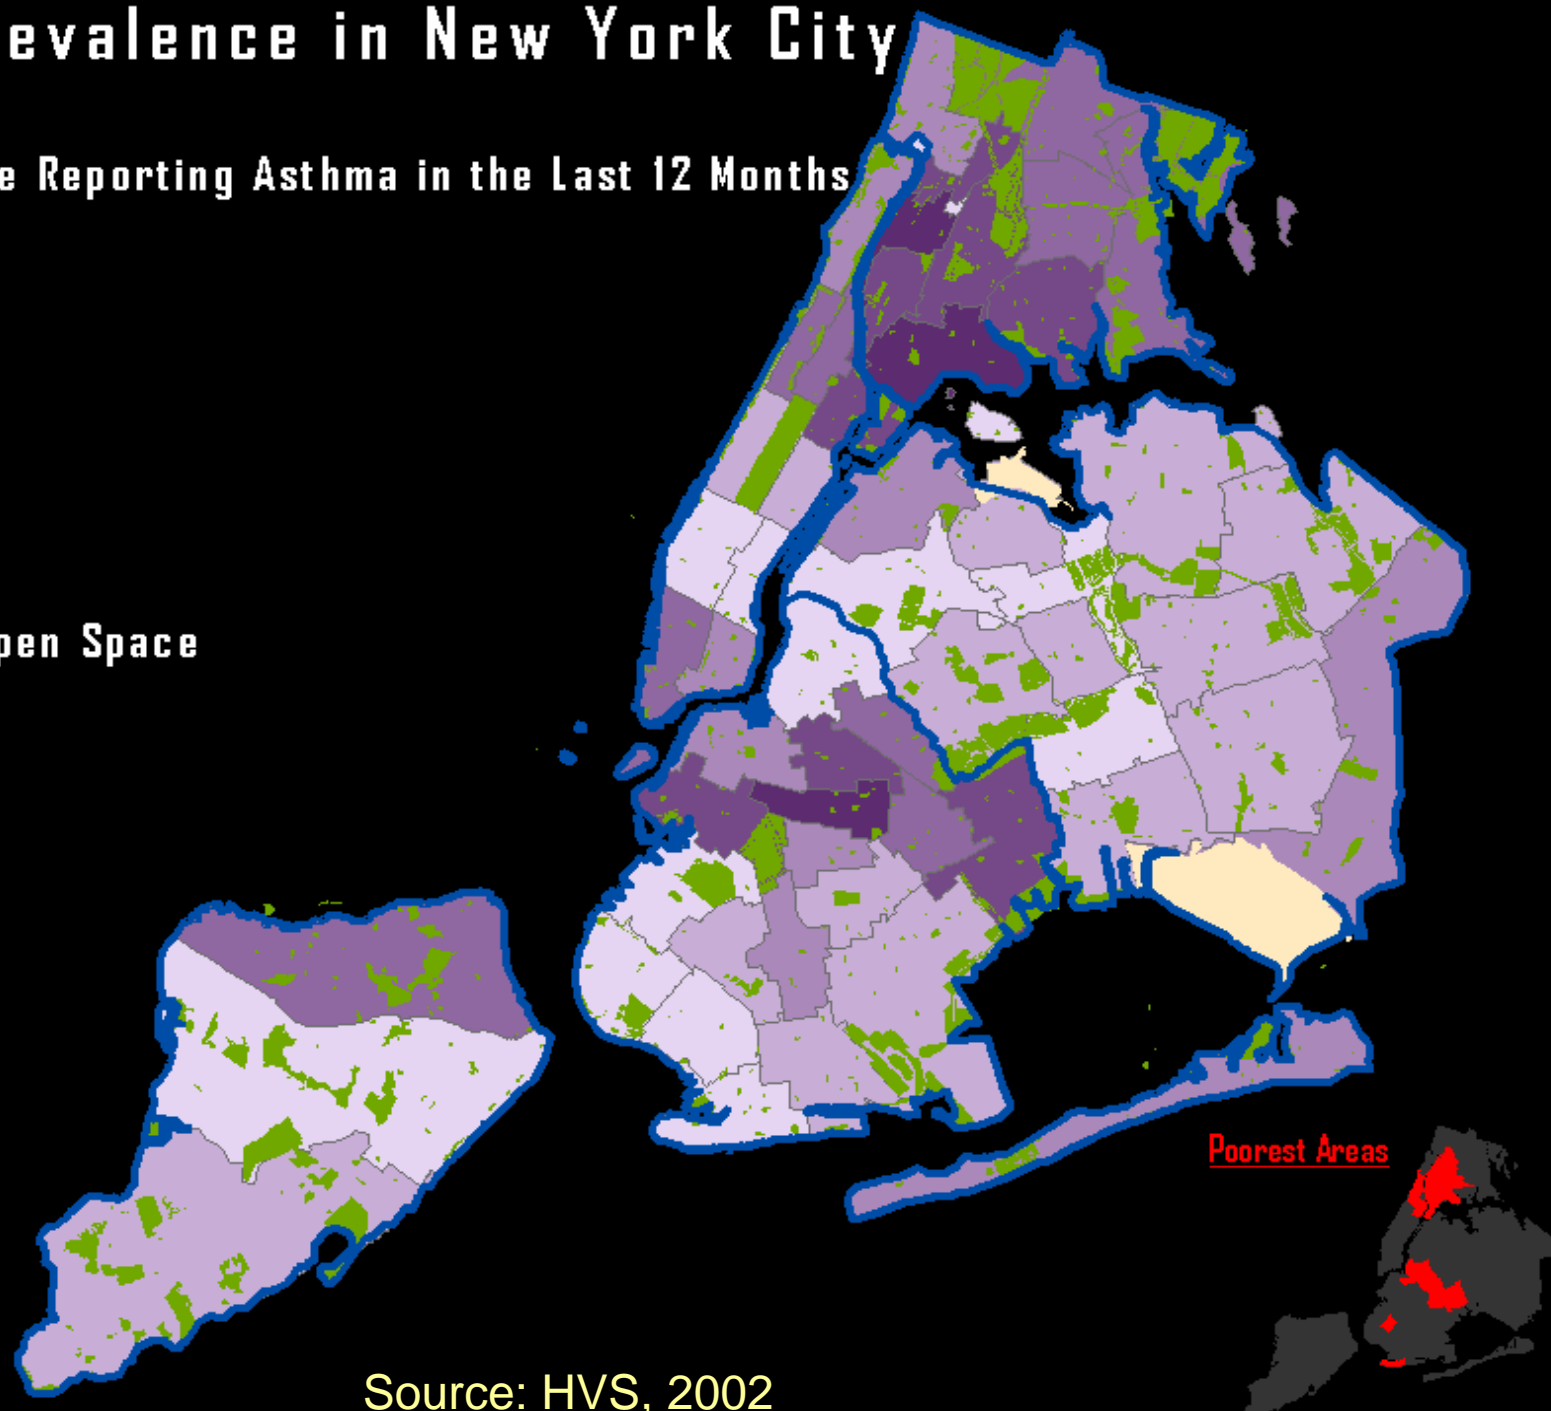 evalence in New York City
e Reporting Asthma in the Last 12 Months
pen Space
Poorest Areas
Source: HVS, 2002